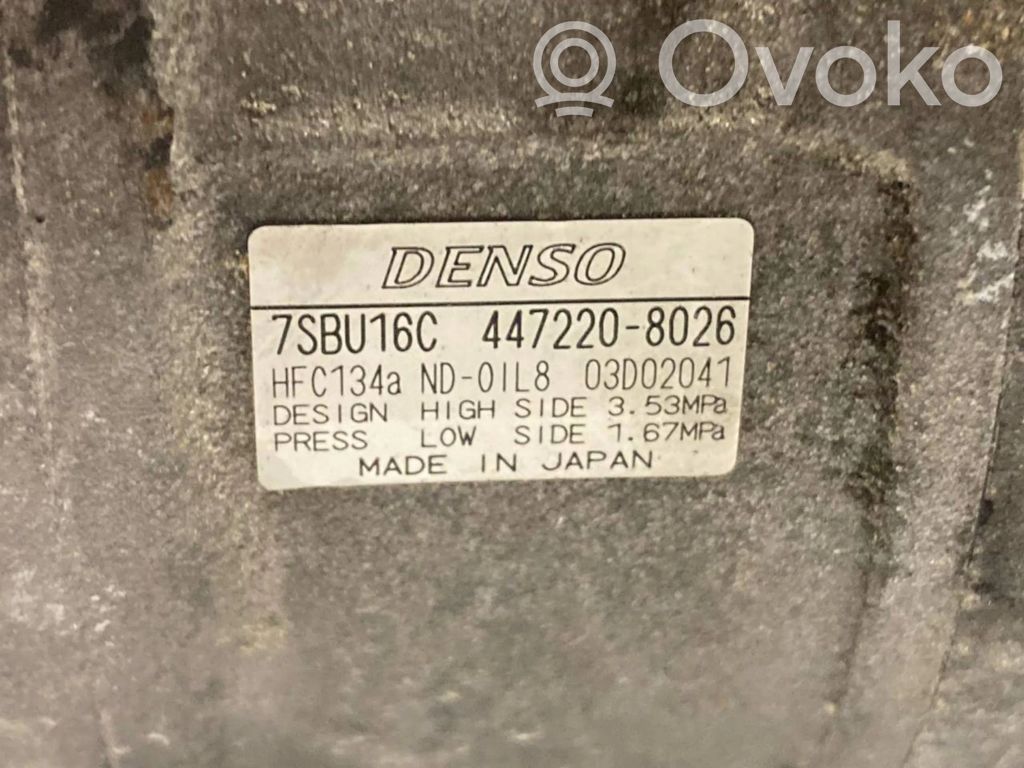 Ovoko
DENSO
7SBU16C 447220-8026
HFC134a ND-OIL8 03D02041
DESIGN HIGH SIDE 3.53MPa
PRESS LOW SIDE 1.67MPa
MADE IN JAPAN